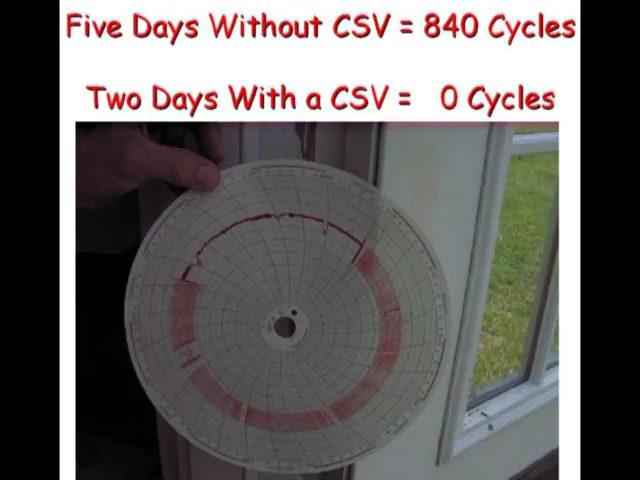 Five Days Without CSV = 840 Cycles
Two Days With a CSV = 0 Cycles